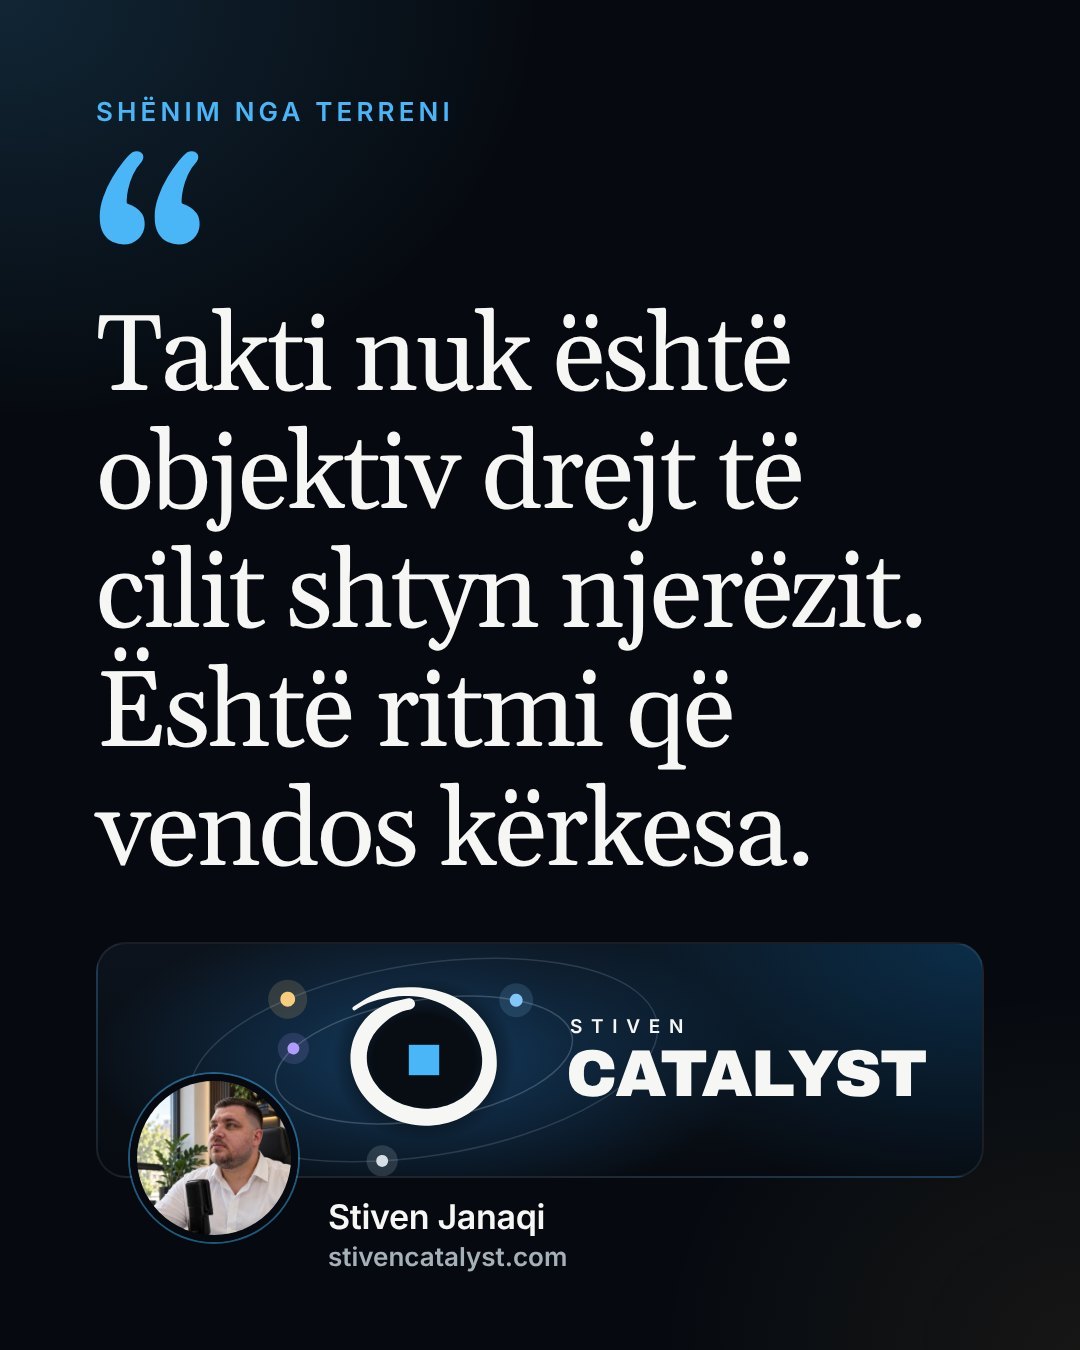 SHËNIM NGA TERRENI
“
Takti nuk është
objektiv drejt të
cilit shtyn njerëzit.
Është ritmi që
vendos kërkesa.
STIVEN
CATALYST
Stiven Janaqi
stivencatalyst.com